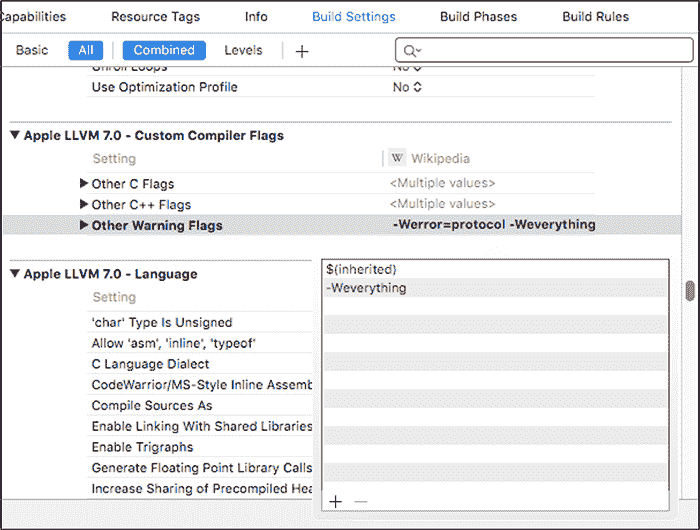 Capabilities Resource Tags Info Build Settings Build Phases Build Rules
Basic All Combined Levels +
Unroll Loops No
Use Optimization Profile No
Apple LLVM 7.0 - Custom Compiler Flags
Setting W Wikipedia
Other C Flags <Multiple values>
Other C++ Flags <Multiple values>
Other Warning Flags -Werror=protocol -Weverything
Apple LLVM 7.0 - Language
Setting
$(inherited)
-Weverything
'char' Type Is Unsigned
Allow 'asm', 'inline', 'typeof'
C Language Dialect
CodeWarrior/MS-Style Inline Assemb
Compile Sources As
Enable Linking With Shared Libraries
Enable Trigraphs
Generate Floating Point Library Calls
Increase Sharing of Precompiled Hea
+ –